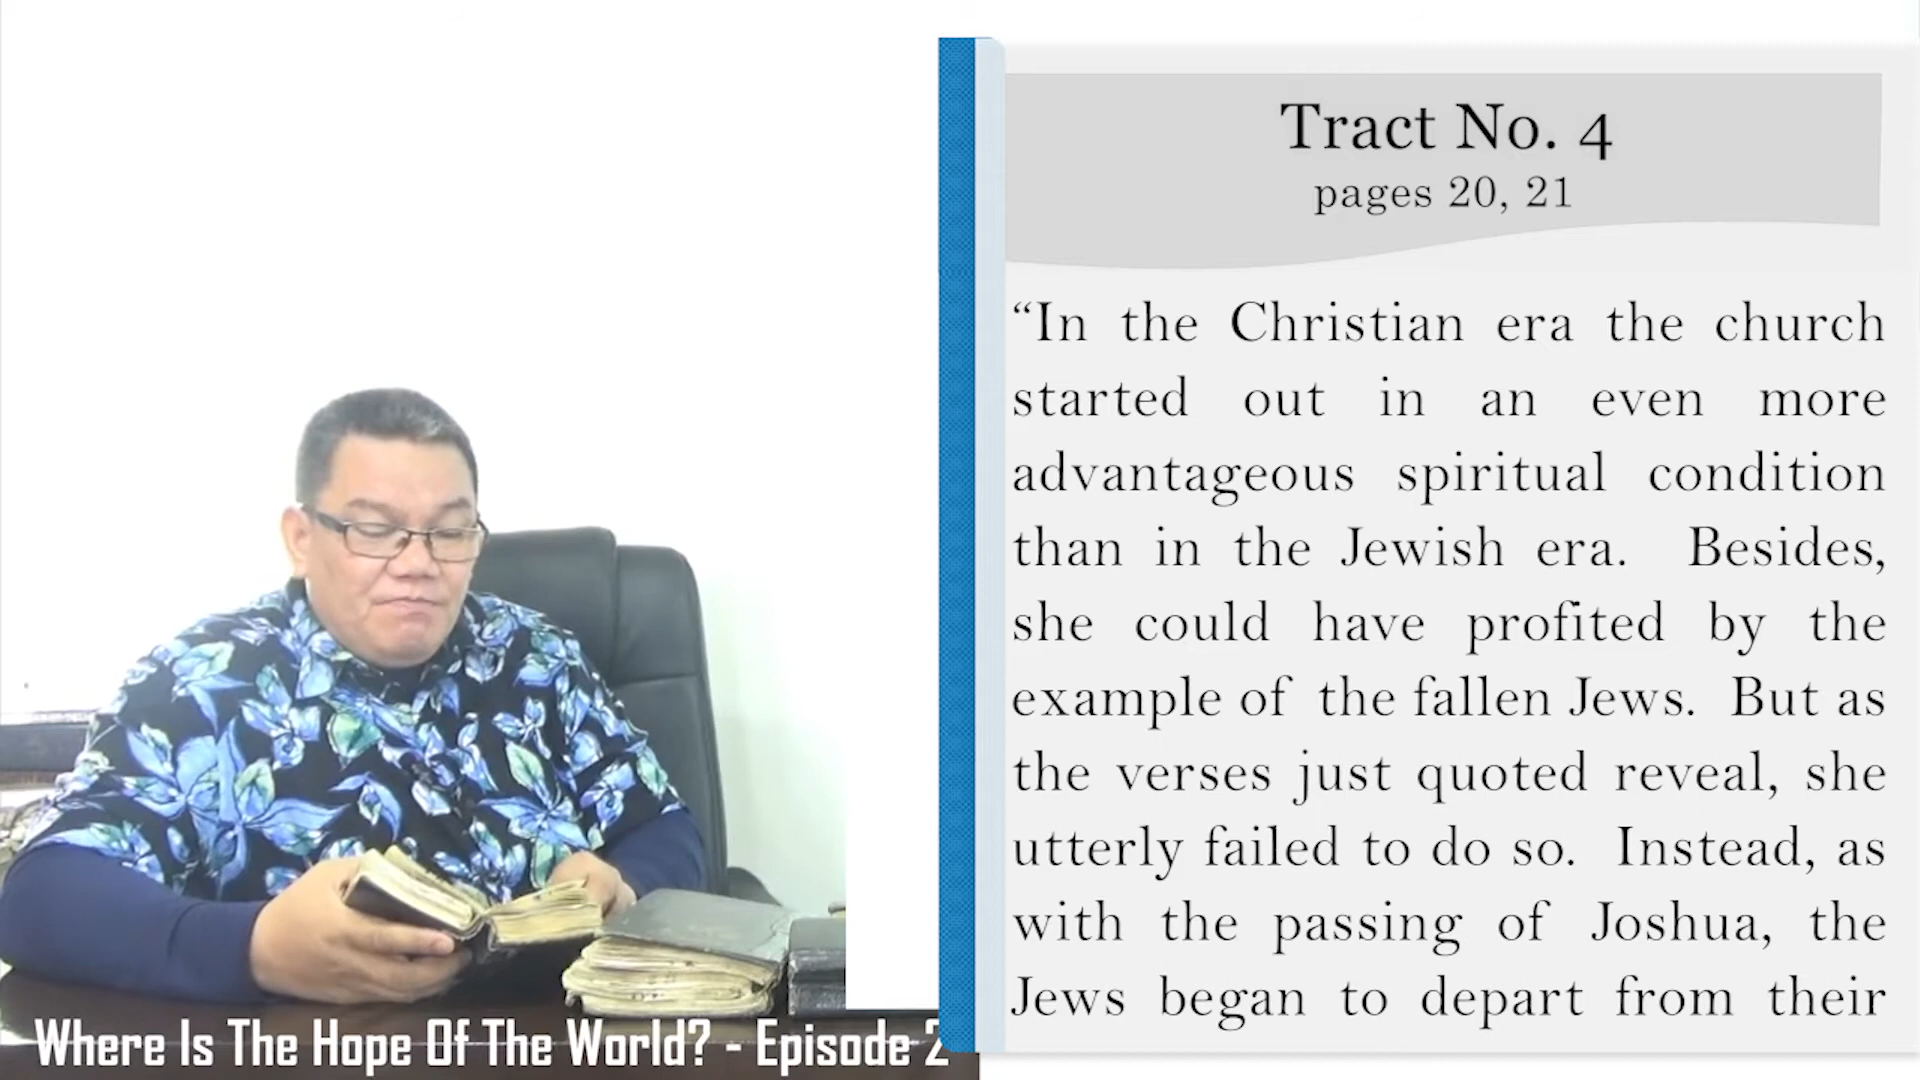 Tract No. 4
pages 20, 21
“In the Christian era the church
started out in an even more
advantageous spiritual condition
than in the Jewish era. Besides,
she could have profited by the
example of the fallen Jews. But as
the verses just quoted reveal, she
utterly failed to do so. Instead, as
with the passing of Joshua, the
Jews began to depart from their
Where Is The Hope Of The World? - Episode 2